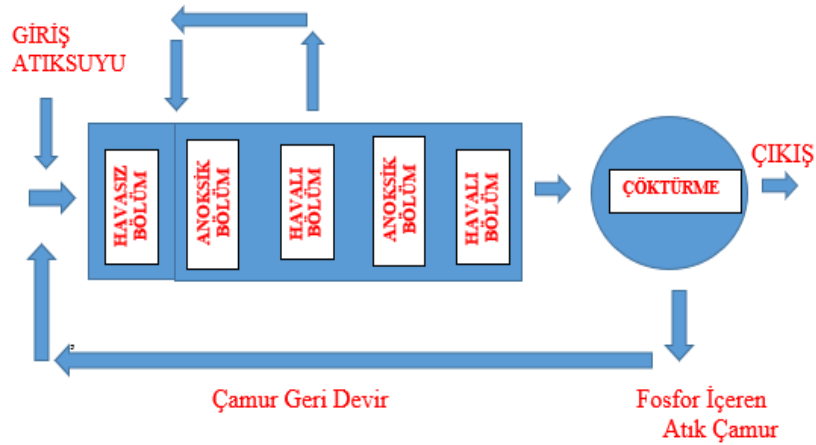 GİRİŞ
ATIKSUYU
HAVASIZ
BÖLÜM
ANOKSİK
BÖLÜM
HAVALI
BÖLÜM
ANOKSİK
BÖLÜM
HAVALI
BÖLÜM
ÇÖKTÜRME
ÇIKIŞ
Çamur Geri Devir
Fosfor İçeren
Atık Çamur